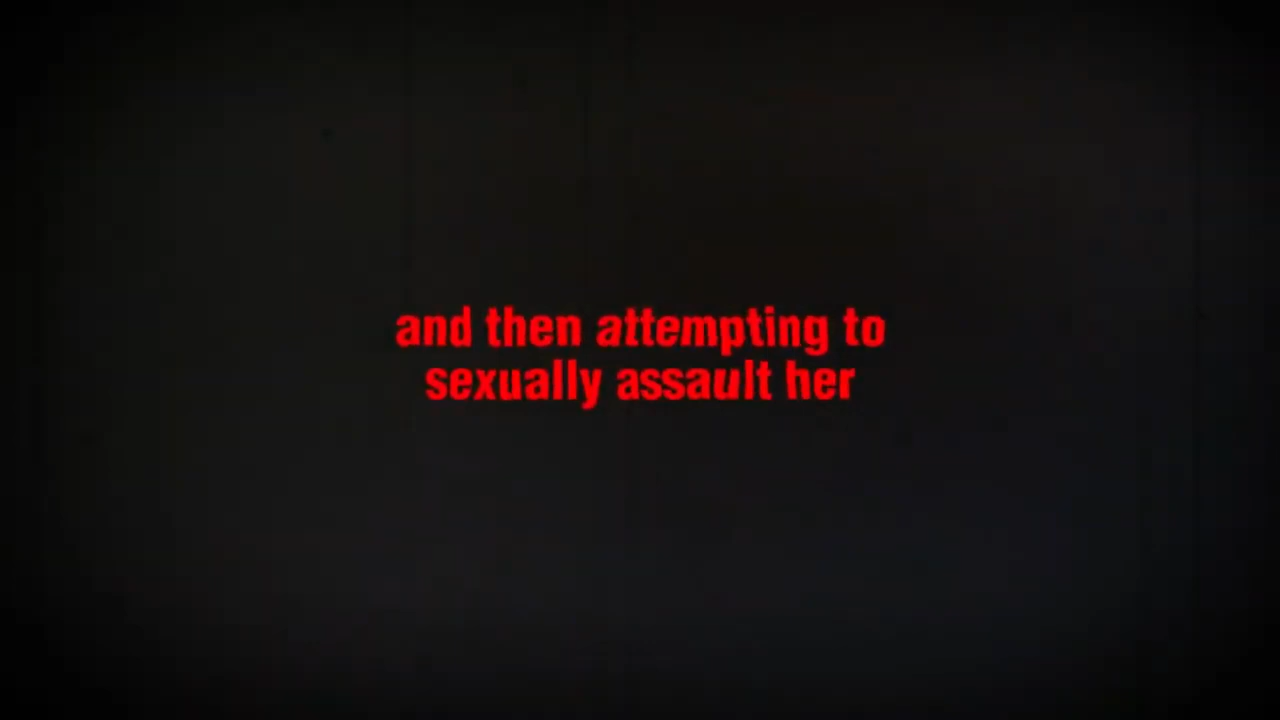 and then attempting to
sexually assault her